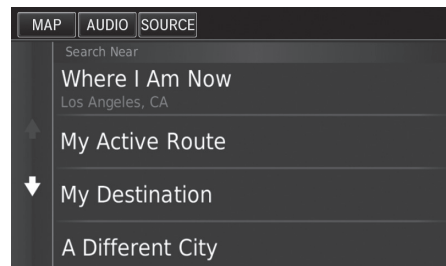 MAP AUDIO SOURCE
Search Near
Where I Am Now
Los Angeles, CA
My Active Route
My Destination
A Different City